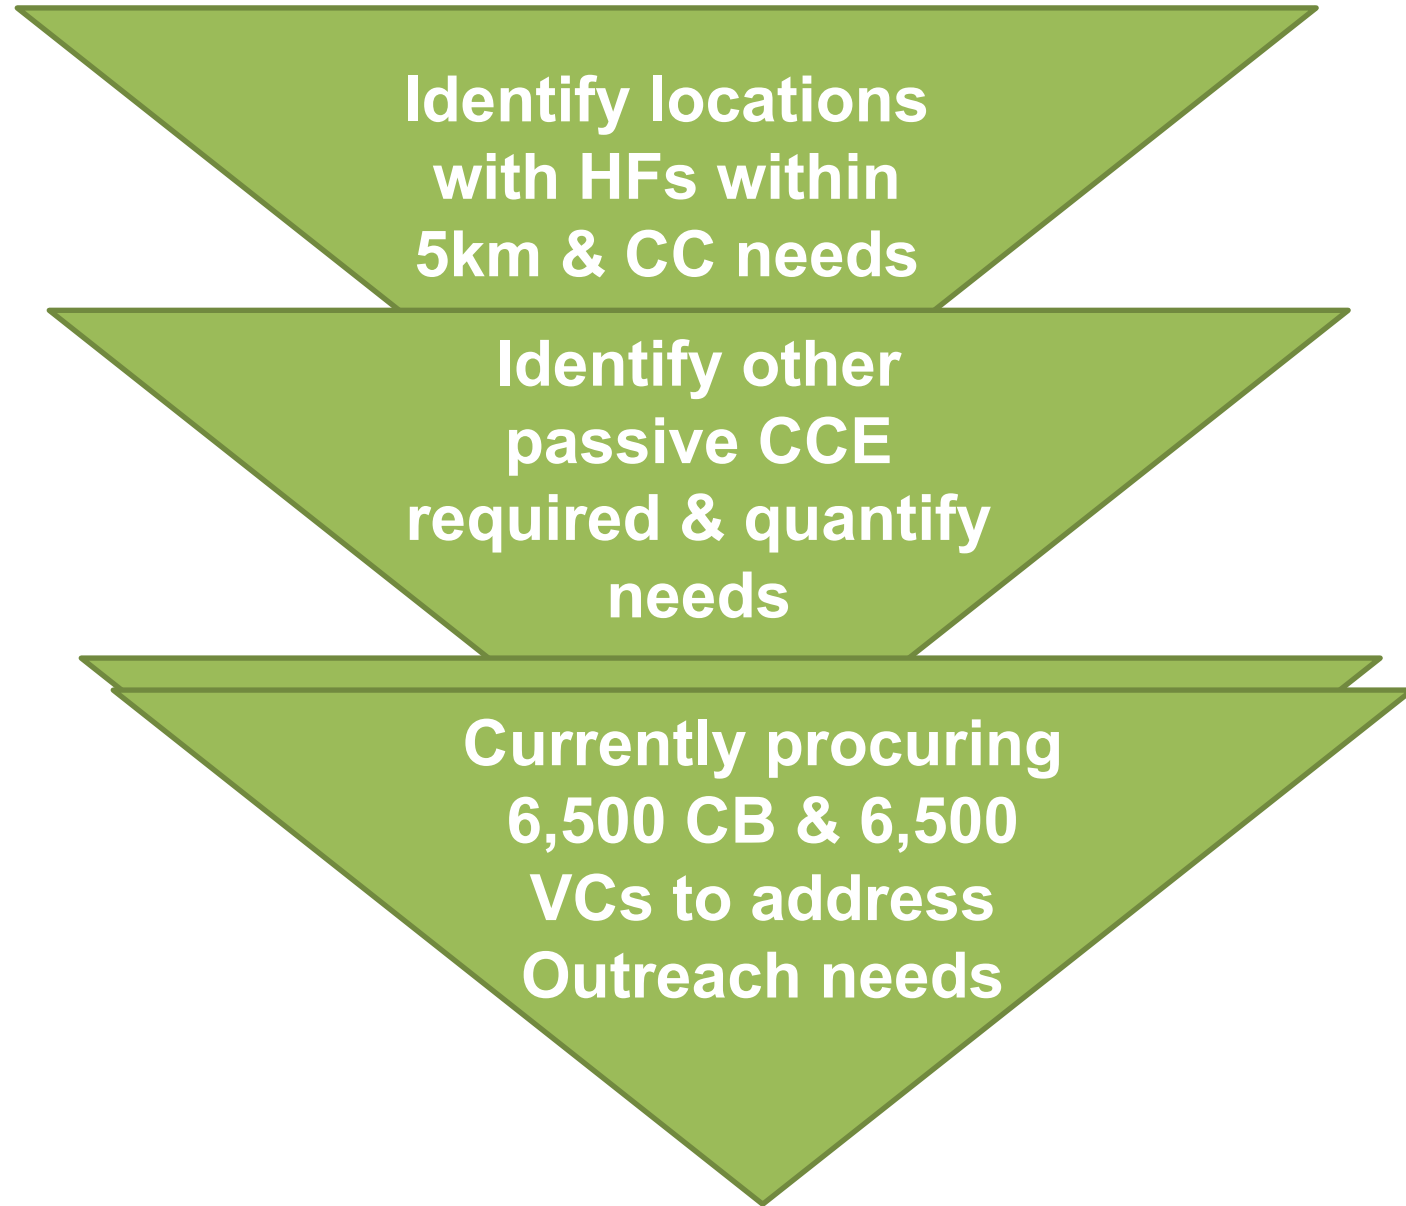 Identify locations
with HFs within
5km & CC needs
Identify other
passive CCE
required & quantify
needs
Currently procuring
6,500 CB & 6,500
VCs to address
Outreach needs